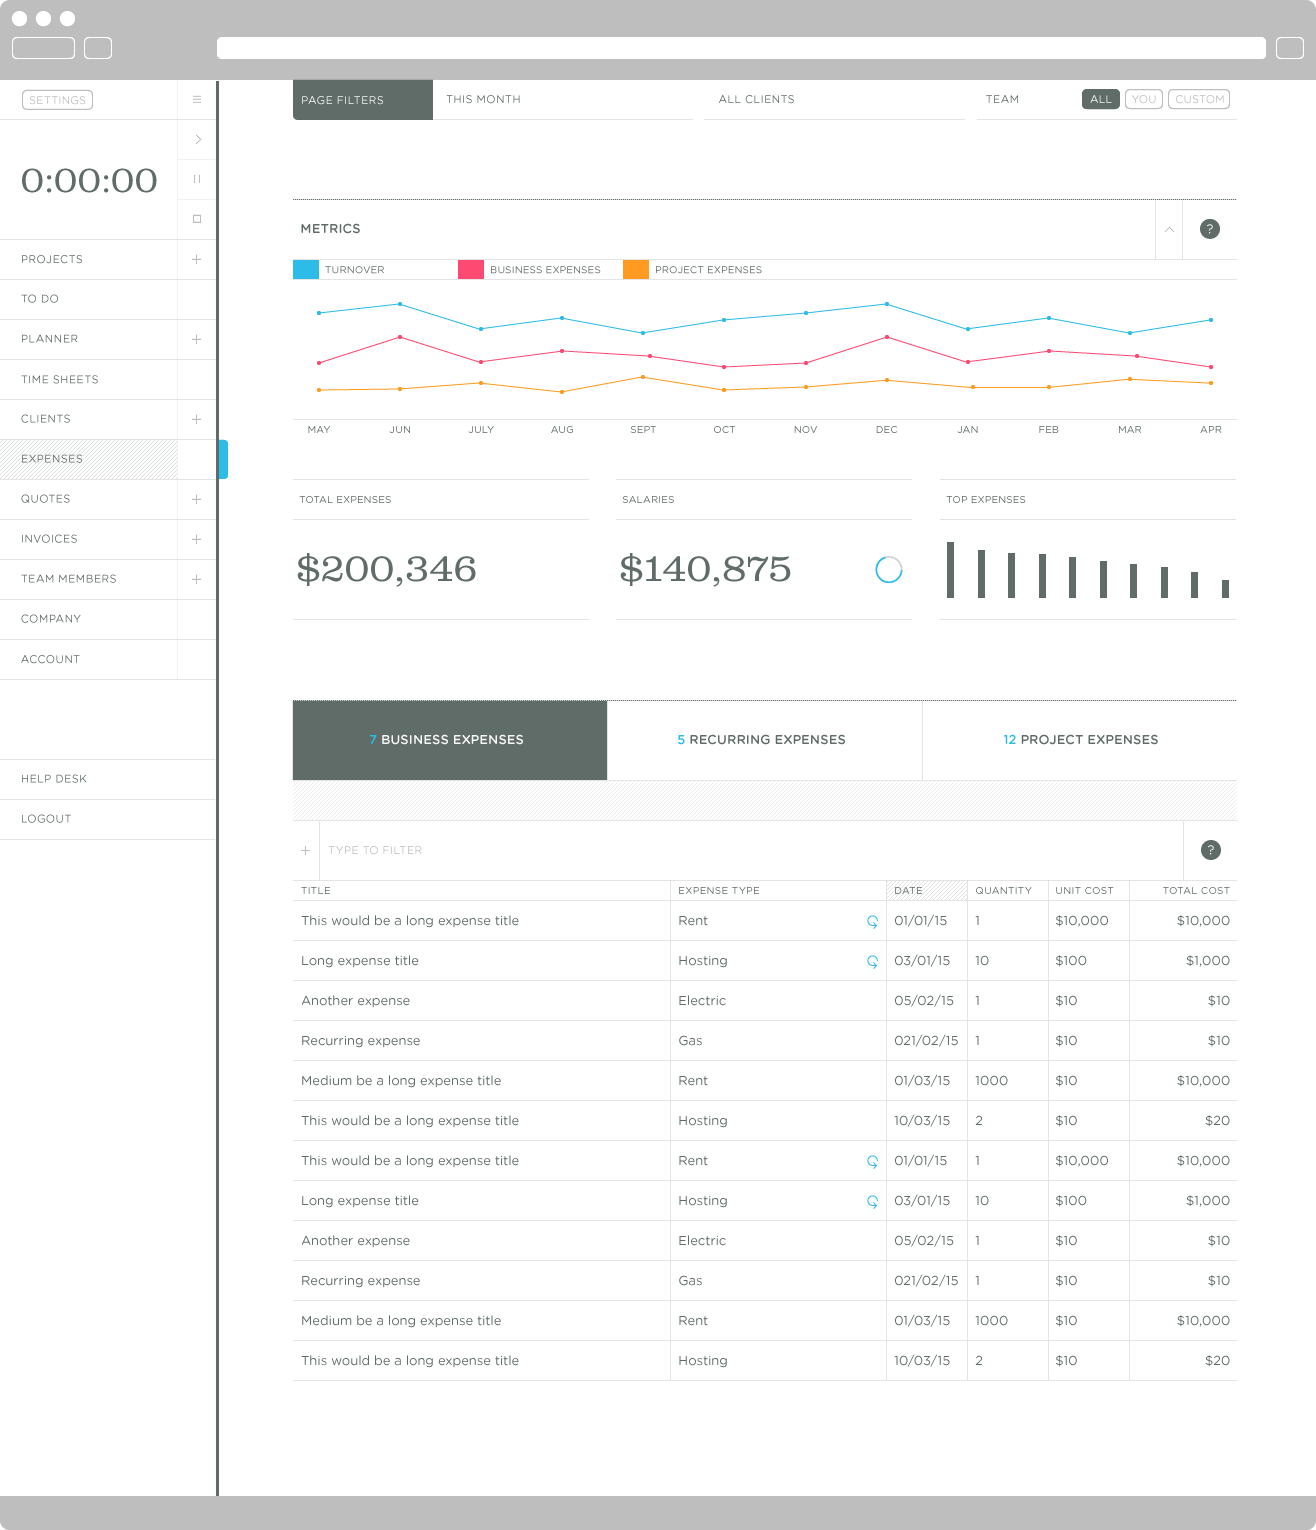 SETTINGS
PAGE FILTERS
THIS MONTH
ALL CLIENTS
TEAM
ALL
YOU
CUSTOM
0:00:00
PROJECTS
TO DO
PLANNER
TIME SHEETS
CLIENTS
EXPENSES
QUOTES
INVOICES
TEAM MEMBERS
COMPANY
ACCOUNT
HELP DESK
LOGOUT
METRICS
?
TURNOVER
BUSINESS EXPENSES
PROJECT EXPENSES
MAY JUN JULY AUG SEPT OCT NOV DEC JAN FEB MAR APR
TOTAL EXPENSES
$200,346
SALARIES
$140,875
TOP EXPENSES
7 BUSINESS EXPENSES
5 RECURRING EXPENSES
12 PROJECT EXPENSES
TYPE TO FILTER
?
TITLE EXPENSE TYPE DATE QUANTITY UNIT COST TOTAL COST
This would be a long expense title Rent 01/01/15 1 $10,000 $10,000
Long expense title Hosting 03/01/15 10 $100 $1,000
Another expense Electric 05/02/15 1 $10 $10
Recurring expense Gas 021/02/15 1 $10 $10
Medium be a long expense title Rent 01/03/15 1000 $10 $10,000
This would be a long expense title Hosting 10/03/15 2 $10 $20
This would be a long expense title Rent 01/01/15 1 $10,000 $10,000
Long expense title Hosting 03/01/15 10 $100 $1,000
Another expense Electric 05/02/15 1 $10 $10
Recurring expense Gas 021/02/15 1 $10 $10
Medium be a long expense title Rent 01/03/15 1000 $10 $10,000
This would be a long expense title Hosting 10/03/15 2 $10 $20